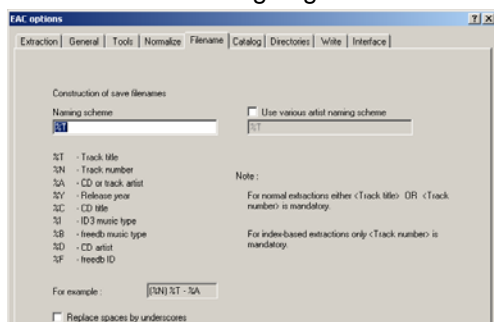 EAC options
Extraction General Tools Normalize Filename Catalog Directories Write Interface
Construction of save filenames
Naming scheme
%T
Use various artist naming scheme
%T
%T - Track title
%N - Track number
%A - CD or track artist
%Y - Release year
%C - CD title
%I - ID3 music type
%B - freedb music type
%D - CD artist
%F - freedb ID
Note :
For normal extractions either <Track title> OR <Track
number> is mandatory.
For index-based extractions only <Track number> is
mandatory.
For example :
(%N) %T - %A
Replace spaces by underscores